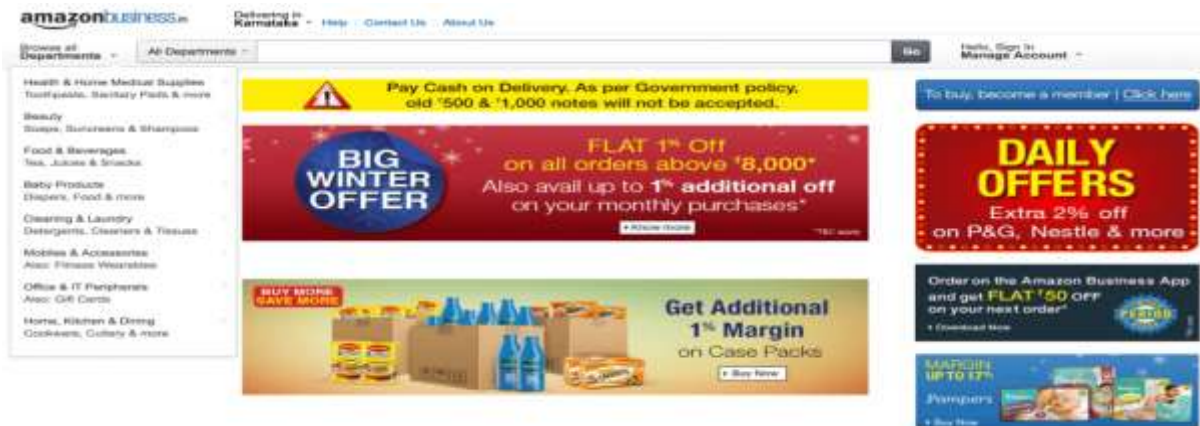 amazonbusiness.in
Delivering in
Karnataka
Help
Contact Us
About Us
Browse all
Departments
All Departments
Go
Hello, Sign In
Manage Account
Health & Home Medical Supplies
Toothpaste, Sanitary Pads & more
Beauty
Soaps, Suncreens & Shampoos
Food & Beverages
Tea, Juices & Snacks
Baby Products
Diapers, Food & more
Cleaning & Laundry
Detergents, Cleaners & Tissues
Mobiles & Accessories
Also: Fitness Wearables
Office & IT Peripherals
Also: Gift Cards
Home, Kitchen & Dining
Cookware, Cutlery & more
Pay Cash on Delivery. As per Government policy,
old ₹500 & ₹1,000 notes will not be accepted.
BIG
WINTER
OFFER
FLAT 1% Off
on all orders above ₹8,000*
Also avail up to 1% additional off
on your monthly purchases*
Know more
*T&C apply
BUY MORE
SAVE MORE
Get Additional
1% Margin
on Case Packs
Buy Now
To buy, become a member | Click here
DAILY
OFFERS
Extra 2% off
on P&G, Nestle & more
Order on the Amazon Business App
and get FLAT ₹50 OFF
on your next order*
Download Now
MARGIN
UP TO 17%
Pampers
Buy Now